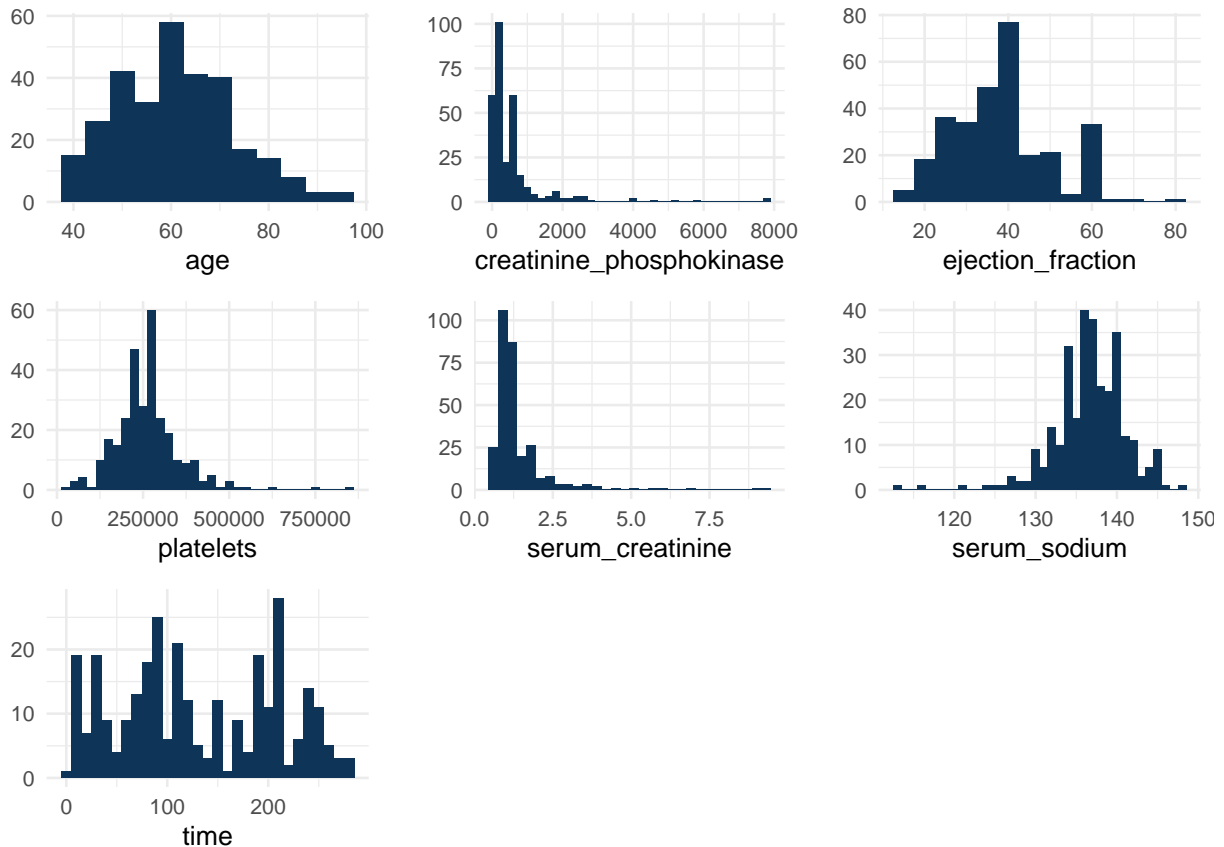 60
40
20
0
40 60 80 100
age
100
75
50
25
0
0 2000 4000 6000 8000
creatinine_phosphokinase
80
60
40
20
0
20 40 60 80
ejection_fraction
60
40
20
0
0 250000 500000 750000
platelets
100
75
50
25
0
0.0 2.5 5.0 7.5
serum_creatinine
40
30
20
10
0
120 130 140 150
serum_sodium
20
10
0
0 100 200
time